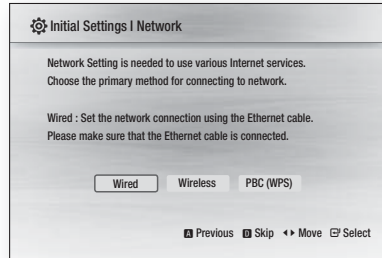 Initial Settings I Network
Network Setting is needed to use various Internet services.
Choose the primary method for connecting to network.
Wired : Set the network connection using the Ethernet cable.
Please make sure that the Ethernet cable is connected.
Wired Wireless PBC (WPS)
A Previous D Skip Move Select